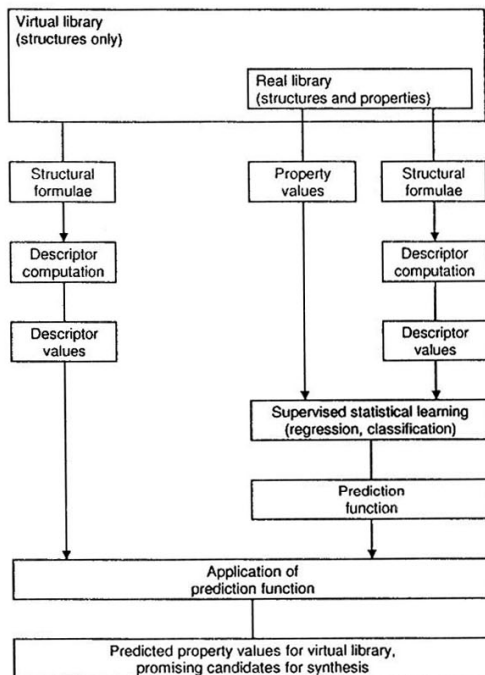 Virtual library
(structures only)
Real library
(structures and properties)
Structural
formulae
Property
values
Structural
formulae
Descriptor
computation
Descriptor
computation
Descriptor
values
Descriptor
values
Supervised statistical learning
(regression, classification)
Prediction
function
Application of
prediction function
Predicted property values for virtual library,
promising candidates for synthesis